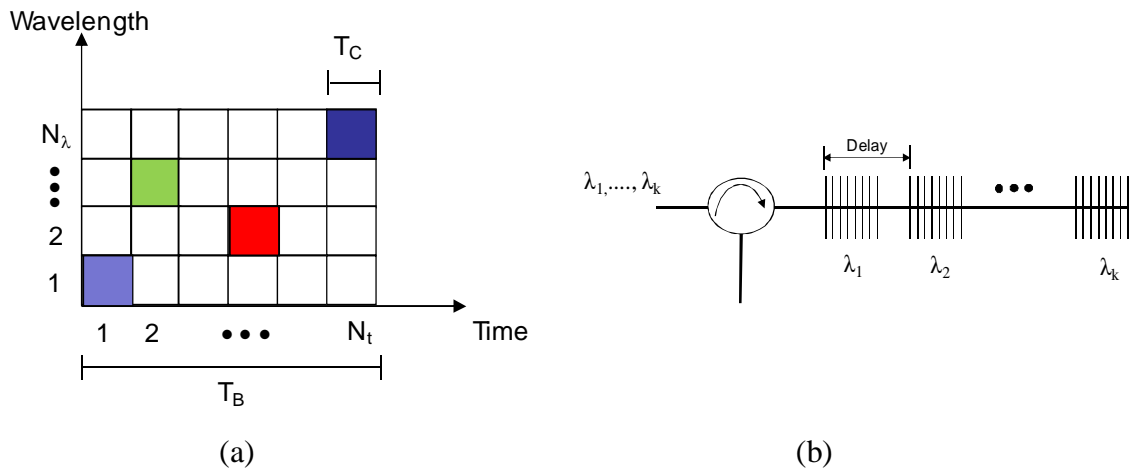 Wavelength
T_C
N_λ
2
1
1 2 ••• N_t Time
T_B
(a)
Delay
λ_1,....., λ_k
•••
λ_1 λ_2 λ_k
(b)